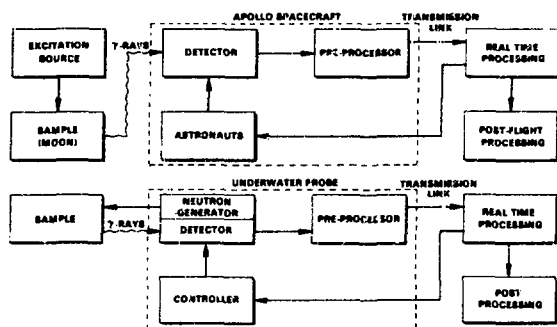 APOLLO SPACECRAFT
TRANSMISSION
LINK
EXCITATION
SOURCE
?-RAYS
DETECTOR
PRE-PROCESSOR
REAL TIME
PROCESSING
SAMPLE
(MOON)
ASTRONAUTS
POST-FLIGHT
PROCESSING
UNDERWATER PROBE
TRANSMISSION
LINK
SAMPLE
NEUTRON
GENERATOR
?-RAYS
DETECTOR
PRE-PROCESSOR
REAL TIME
PROCESSING
CONTROLLER
POST
PROCESSING